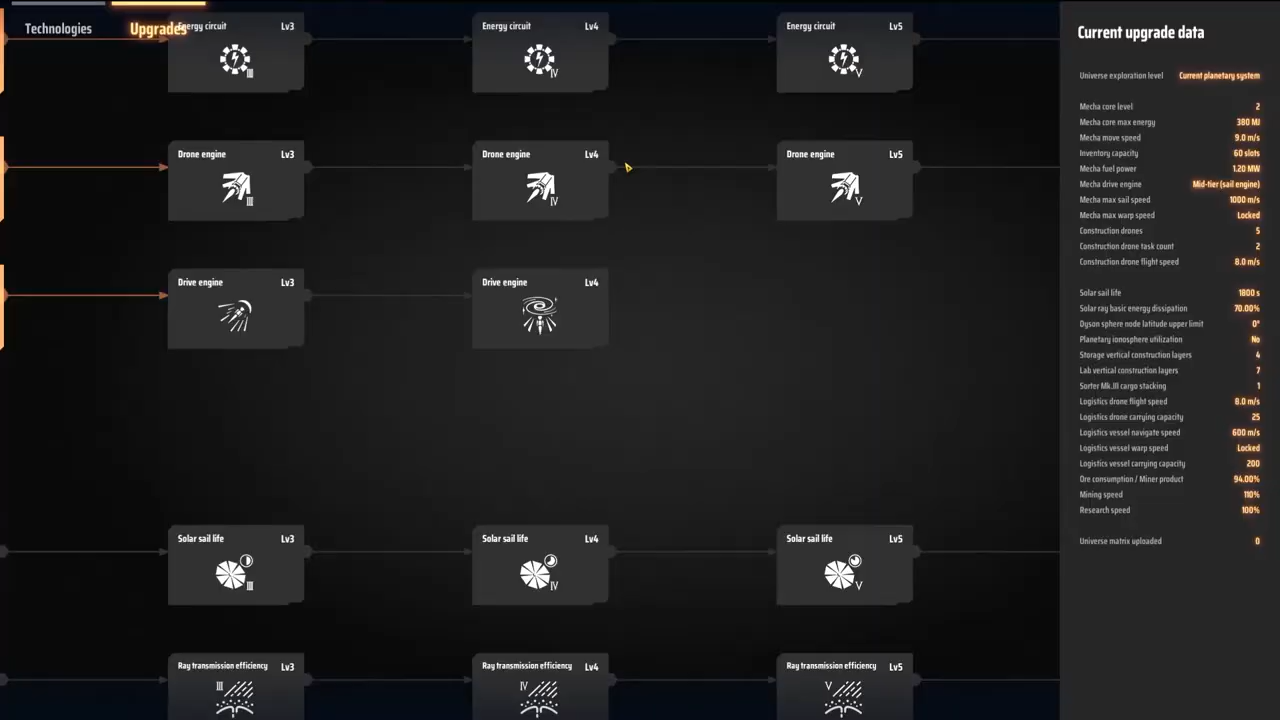 Technologies
Upgrades
Energy circuit Lv3
III
Energy circuit Lv4
IV
Energy circuit Lv5
V
Drone engine Lv3
III
Drone engine Lv4
IV
Drone engine Lv5
V
Drive engine Lv3
Drive engine Lv4
Solar sail life Lv3
III
Solar sail life Lv4
IV
Solar sail life Lv5
V
Ray transmission efficiency Lv3
III
Ray transmission efficiency Lv4
IV
Ray transmission efficiency Lv5
V
Current upgrade data
Universe exploration level Current planetary system
Mecha core level 2
Mecha core max energy 380 MJ
Mecha move speed 9.0 m/s
Inventory capacity 60 slots
Mecha fuel power 1.20 MW
Mecha drive engine Mid-tier (sail engine)
Mecha max sail speed 1000 m/s
Mecha max warp speed Locked
Construction drones 5
Construction drone task count 2
Construction drone flight speed 8.0 m/s
Solar sail life 1800 s
Solar ray basic energy dissipation 70.00%
Dyson sphere node latitude upper limit 0°
Planetary ionosphere utilization No
Storage vertical construction layers 4
Lab vertical construction layers 7
Sorter Mk.III cargo stacking 1
Logistics drone flight speed 8.0 m/s
Logistics drone carrying capacity 25
Logistics vessel navigate speed 600 m/s
Logistics vessel warp speed Locked
Logistics vessel carrying capacity 200
Ore consumption / Miner product 94.00%
Mining speed 110%
Research speed 100%
Universe matrix uploaded 0